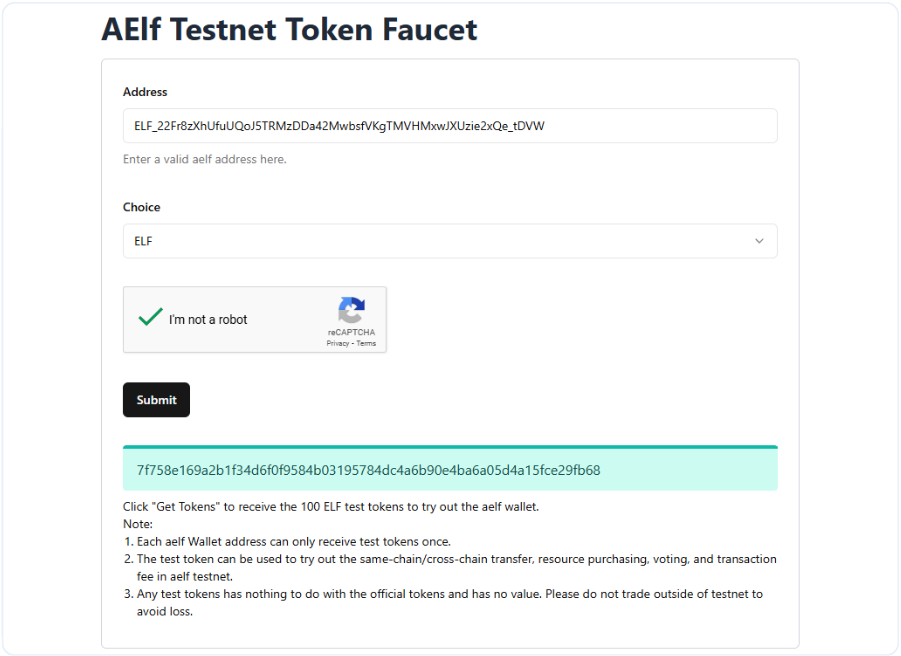 AElf Testnet Token Faucet
Address
ELF_22Fr8zXhUfuUQoJ5TRMzDDa42MwbsfVKgTMVHMxwJXUzie2xQe_tDVW
Enter a valid aelf address here.
Choice
ELF
I'm not a robot
reCAPTCHA
Privacy - Terms
Submit
7f758e169a2b1f34d6f0f9584b03195784dc4a6b90e4ba6a05d4a15fce29fb68
Click "Get Tokens" to receive the 100 ELF test tokens to try out the aelf wallet.
Note:
1. Each aelf Wallet address can only receive test tokens once.
2. The test token can be used to try out the same-chain/cross-chain transfer, resource purchasing, voting, and transaction
fee in aelf testnet.
3. Any test tokens has nothing to do with the official tokens and has no value. Please do not trade outside of testnet to
avoid loss.